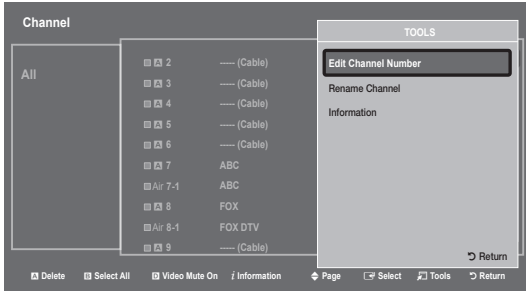 Channel
TOOLS
All
A 2 ----- (Cable)
A 3 ----- (Cable)
A 4 ----- (Cable)
A 5 ----- (Cable)
A 6 ----- (Cable)
A 7 ABC
Air 7-1 ABC
A 8 FOX
Air 8-1 FOX DTV
A 9 ----- (Cable)
Edit Channel Number
Rename Channel
Information
Return
A Delete B Select All D Video Mute On i Information Page Select Tools Return